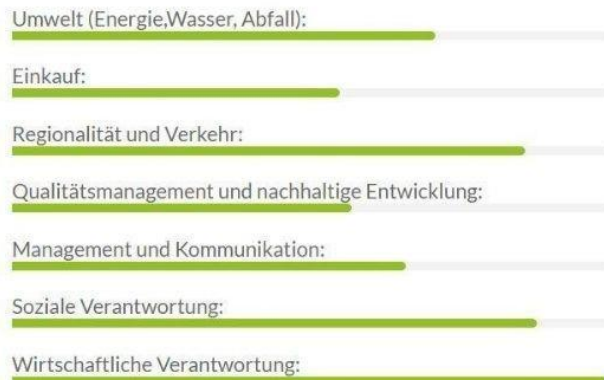 Umwelt (Energie,Wasser, Abfall):
Einkauf:
Regionalität und Verkehr:
Qualitätsmanagement und nachhaltige Entwicklung:
Management und Kommunikation:
Soziale Verantwortung:
Wirtschaftliche Verantwortung: